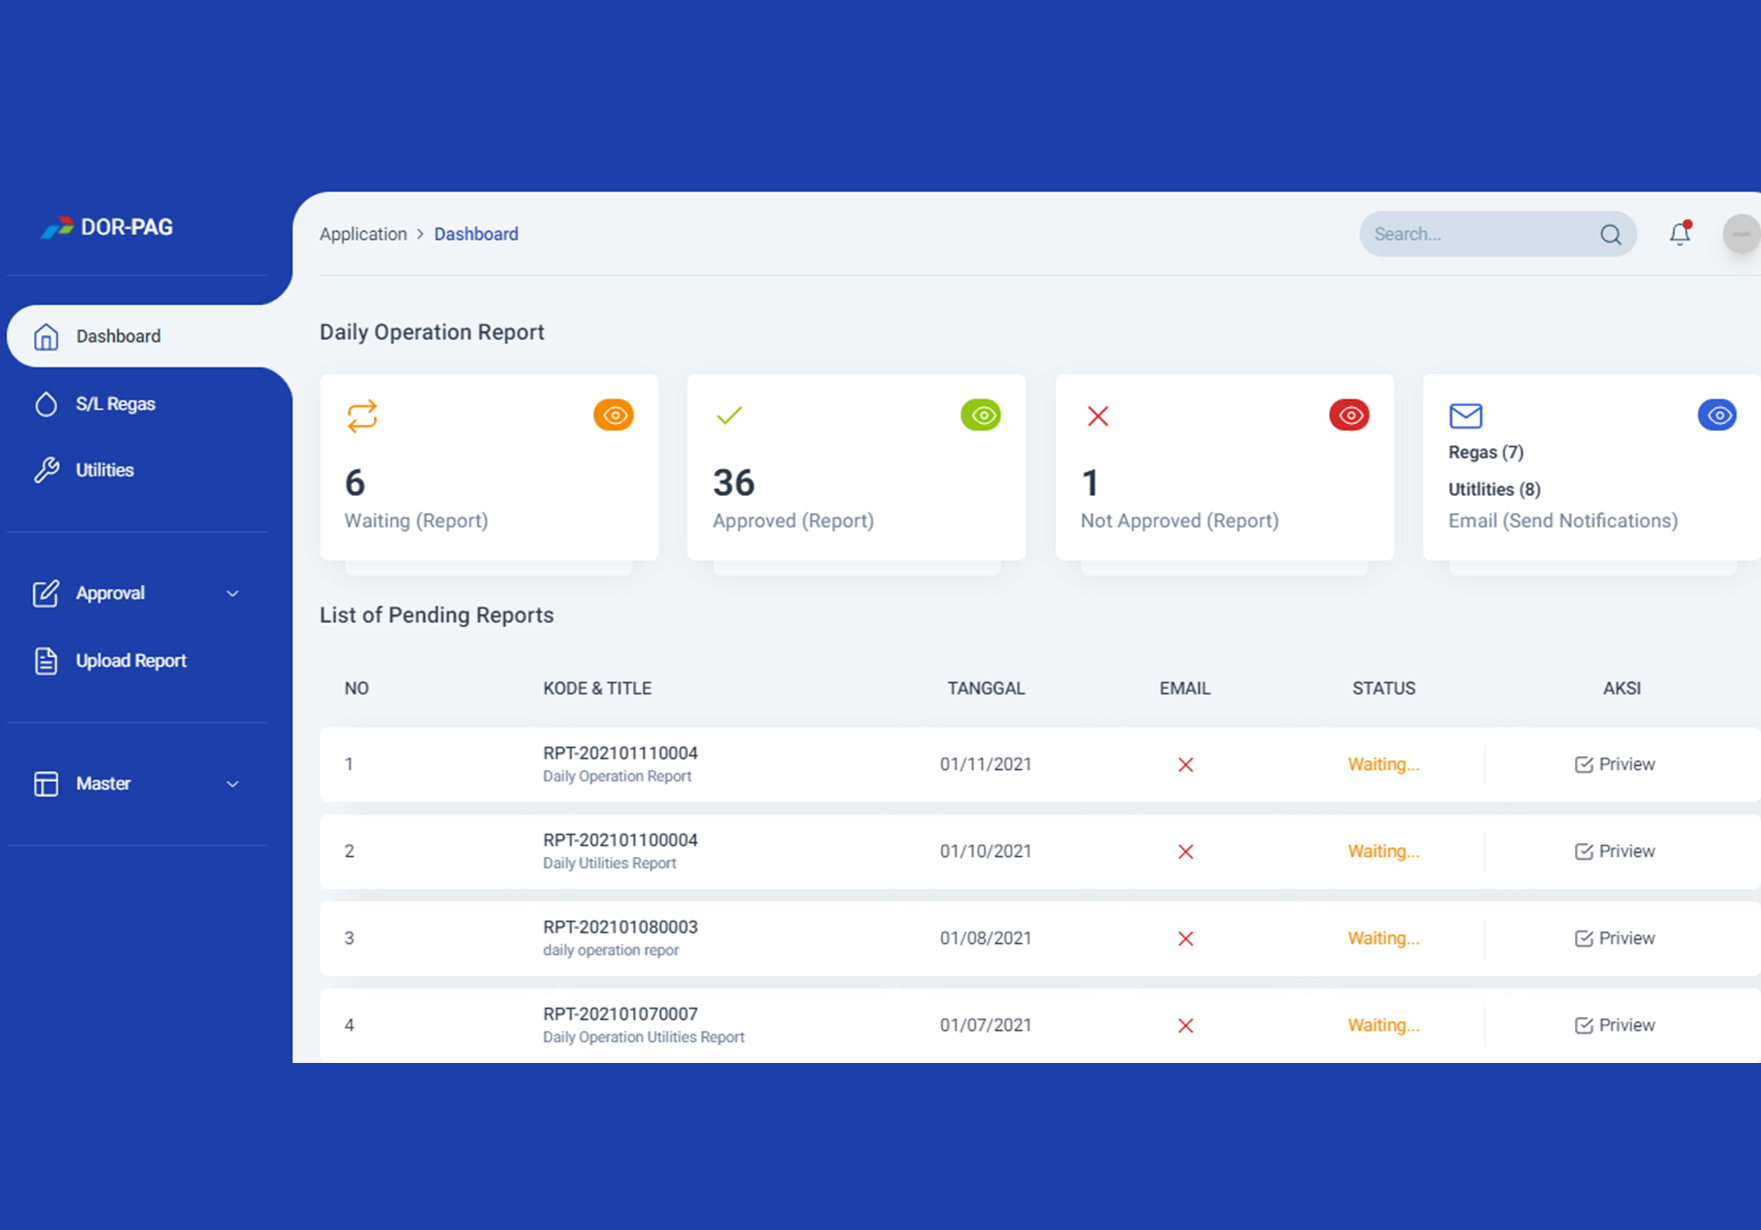 DOR-PAG
Application > Dashboard
Search...
Dashboard
S/L Regas
Utilities
Approval
Upload Report
Master
Daily Operation Report
6
Waiting (Report)
36
Approved (Report)
1
Not Approved (Report)
Regas (7)
Utitlities (8)
Email (Send Notifications)
List of Pending Reports
NO KODE & TITLE TANGGAL EMAIL STATUS AKSI
1 RPT-202101110004 01/11/2021 Waiting... Priview
Daily Operation Report
2 RPT-202101100004 01/10/2021 Waiting... Priview
Daily Utilities Report
3 RPT-202101080003 01/08/2021 Waiting... Priview
daily operation repor
4 RPT-202101070007 01/07/2021 Waiting... Priview
Daily Operation Utilities Report